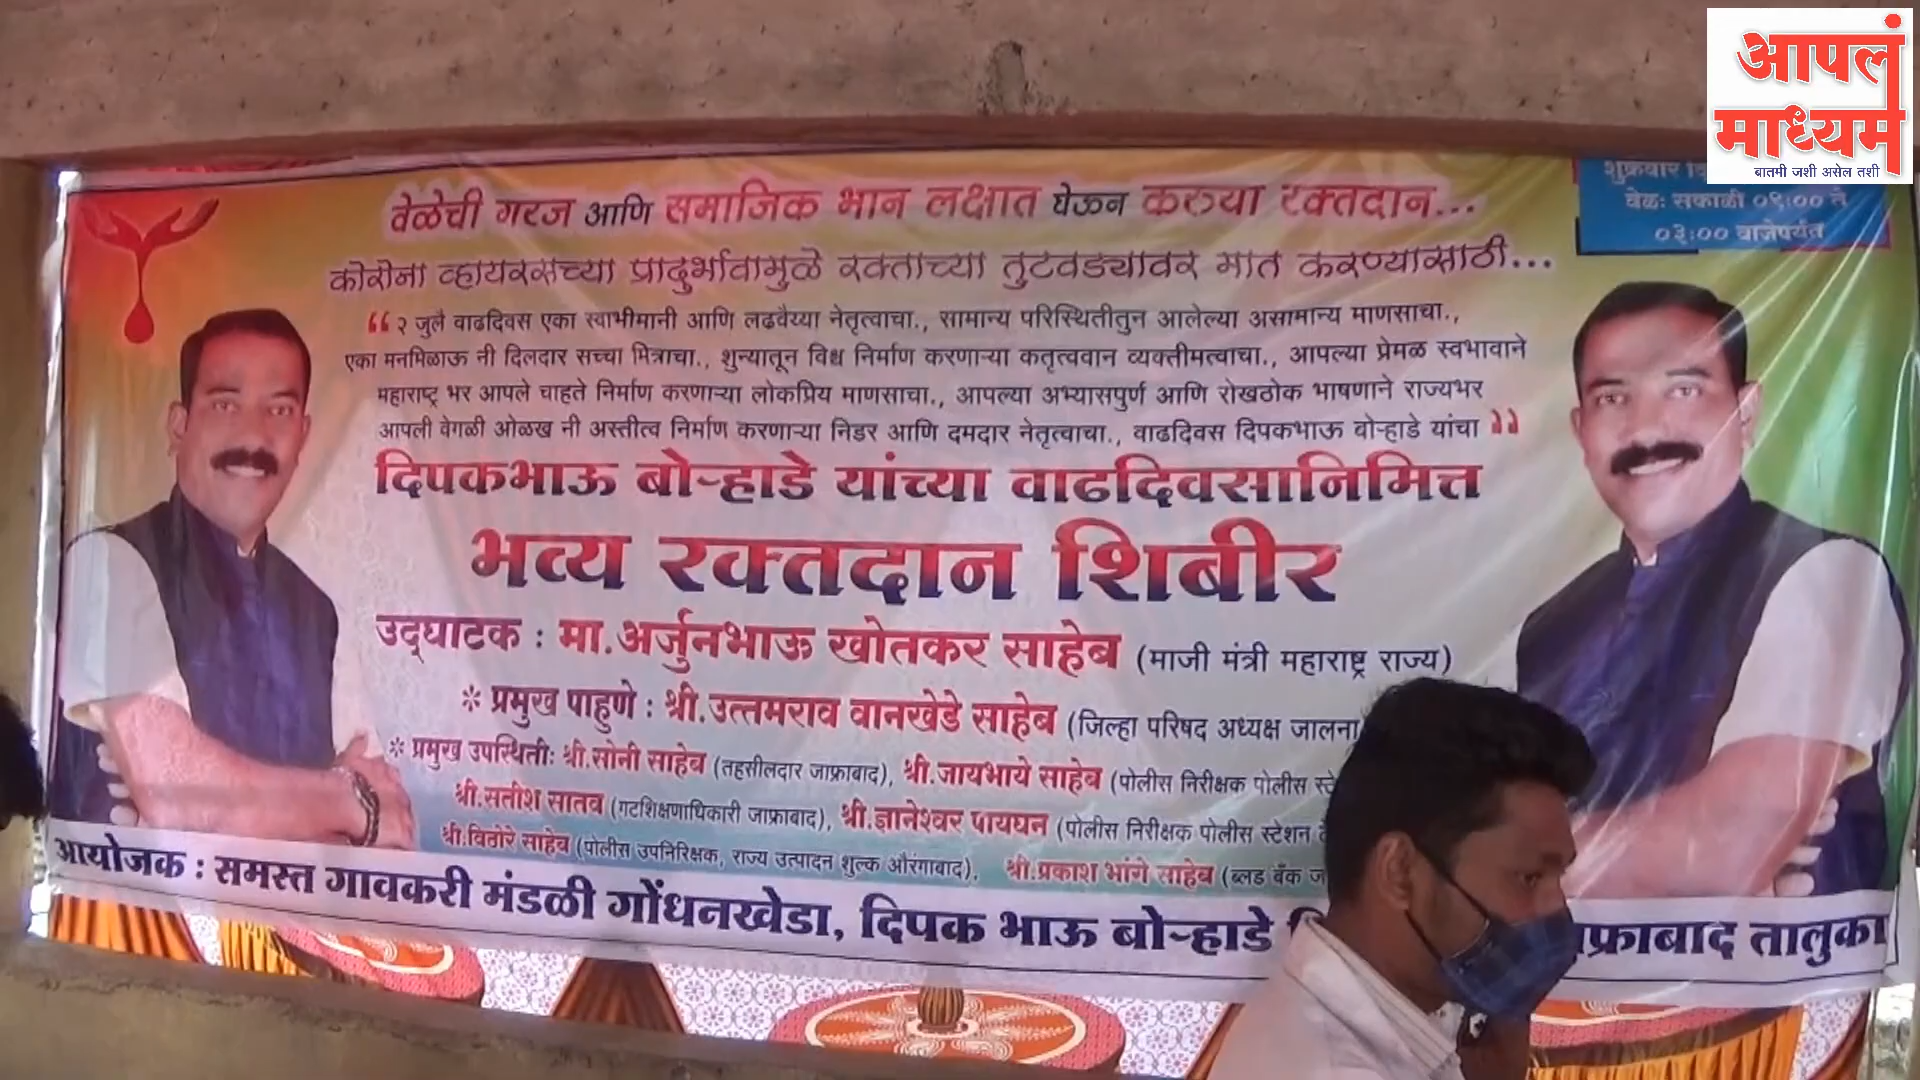 आपलं
माध्यमं
बातमी जशी असेल तशी
शुक्रवार
वेळः सकाळी ०९:०० ते
०३:०० वाजेपर्यंत
वेळेची गरज आणि समाजिक भान लक्षात घेऊन करुया रक्तदान...
कोरोना व्हायरसच्या प्रादुर्भावामुळे रक्ताच्या तुटवड्यावर मात करण्यासाठी...
“ २ जुलै वाढदिवस एका स्वाभीमानी आणि लढवैय्या नेतृत्वाचा., सामान्य परिस्थितीतुन आलेल्या असामान्य माणसाचा.,
एका मनमिळाऊ नी दिलदार सच्चा मित्राचा., शुन्यातून विश्व निर्माण करणाऱ्या कतृत्ववान व्यक्तीमत्वाचा., आपल्या प्रेमळ स्वभावाने
महाराष्ट्र भर आपले चाहते निर्माण करणाऱ्या लोकप्रिय माणसाचा., आपल्या अभ्यासपुर्ण आणि रोखठोक भाषणाने राज्यभर
आपली वेगळी ओळख नी अस्तीत्व निर्माण करणाऱ्या निडर आणि दमदार नेतृत्वाचा., वाढदिवस दिपकभाऊ बोऱ्हाडे यांचा ”
दिपकभाऊ बोऱ्हाडे यांच्या वाढदिवसानिमित्त
भव्य रक्तदान शिबीर
उद्घाटक : मा.अर्जुनभाऊ खोतकर साहेब (माजी मंत्री महाराष्ट्र राज्य)
* प्रमुख पाहुणे : श्री.उत्तमराव वानखेडे साहेब (जिल्हा परिषद अध्यक्ष जालना
* प्रमुख उपस्थितीः श्री.सोनी साहेब (तहसीलदार जाफ्राबाद), श्री.जायभाये साहेब (पोलीस निरीक्षक पोलीस
श्री.सतीश सातव (गटशिक्षणाधिकारी जाफ्राबाद), श्री.ज्ञानेश्वर पायघन (पोलीस निरीक्षक पोलीस स्टेशन
श्री.विठोरे साहेब (पोलीस उपनिरिक्षक, राज्य उत्पादन शुल्क औरंगाबाद), श्री.प्रकाश भांगे साहेब (ब्लड बँक
आयोजक : समस्त गावकरी मंडळी गोंधनखेडा, दिपक भाऊ बोऱ्हाडे तालुका